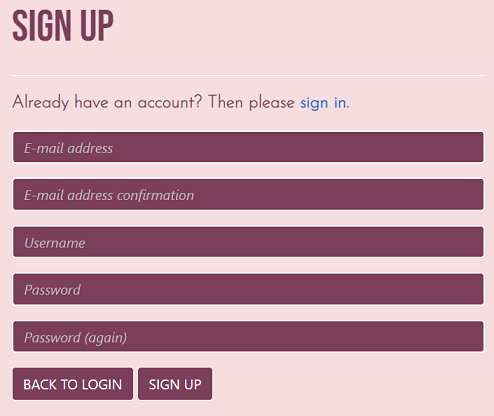 SIGN UP
Already have an account? Then please sign in.
E-mail address
E-mail address confirmation
Username
Password
Password (again)
BACK TO LOGIN SIGN UP